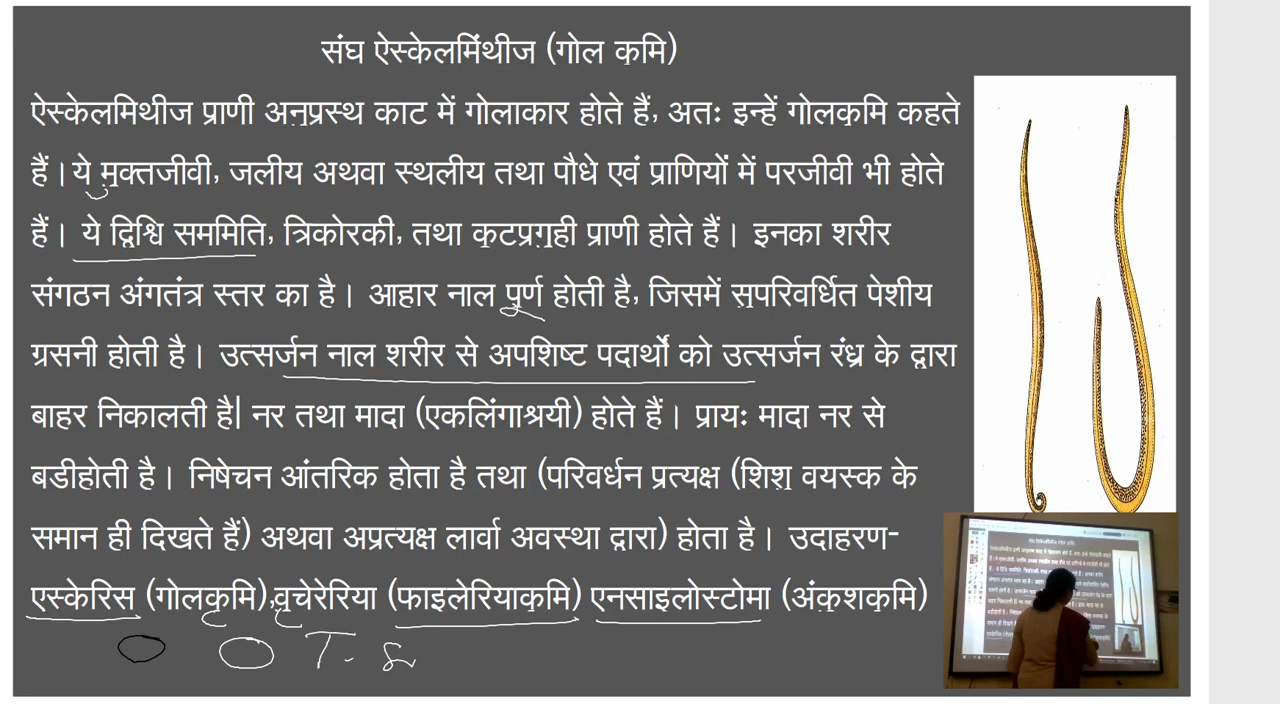 संघ ऐस्केलमिंथीज (गोल कृमि)
ऐस्केलमिथीज प्राणी अनुप्रस्थ काट में गोलाकार होते हैं, अतः इन्हें गोलकृमि कहते
हैं। ये मुक्तजीवी, जलीय अथवा स्थलीय तथा पौधे एवं प्राणियों में परजीवी भी होते
हैं। ये द्विश्वि सममिति, त्रिकोरकी, तथा कूटप्रगुही प्राणी होते हैं। इनका शरीर
संगठन अंगतंत्र स्तर का है। आहार नाल पूर्ण होती है, जिसमें सुपरिवर्धित पेशीय
ग्रसनी होती है। उत्सर्जन नाल शरीर से अपशिष्ट पदार्थों को उत्सर्जन रंध्र के द्वारा
बाहर निकालती है| नर तथा मादा (एकलिंगाश्रयी) होते हैं। प्रायः मादा नर से
बडीहोती है। निषेचन आंतरिक होता है तथा (परिवर्धन प्रत्यक्ष (शिशु वयस्क के
समान ही दिखते हैं) अथवा अप्रत्यक्ष लार्वा अवस्था द्वारा) होता है। उदाहरण-
एस्केरिस (गोलकृमि),वुचेरेरिया (फाइलेरियाकृमि) एनसाइलोस्टोमा (अंकुशकृमि)
T. S